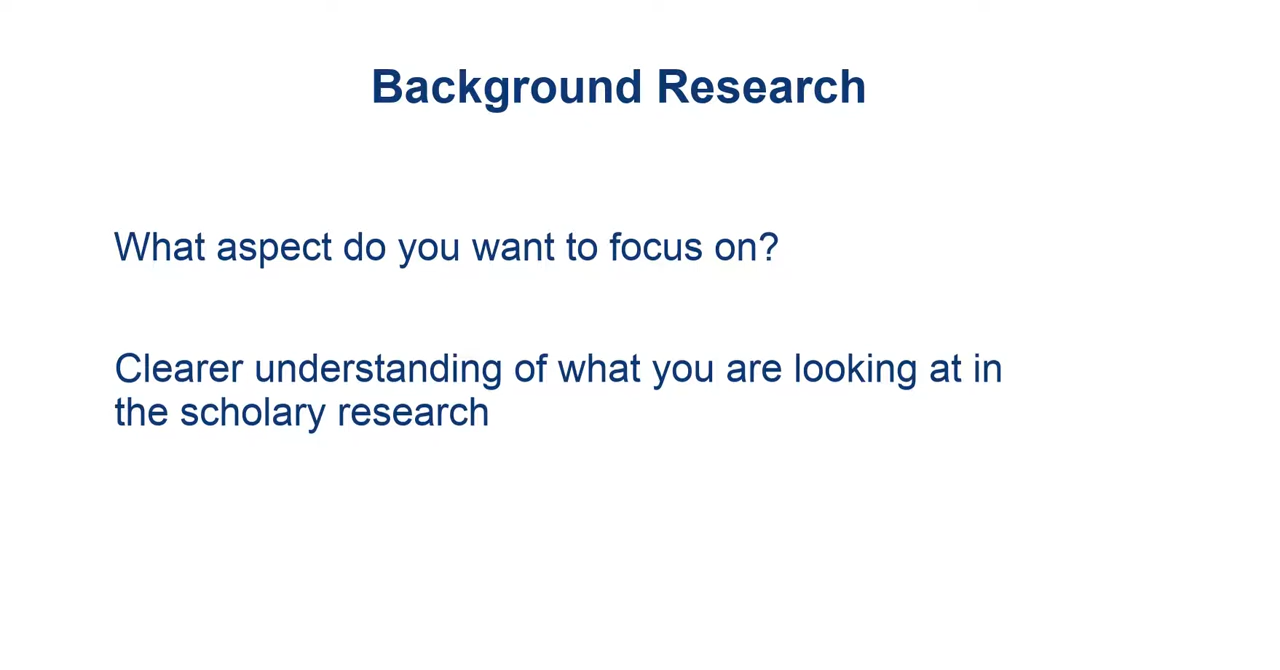 Background Research
What aspect do you want to focus on?
Clearer understanding of what you are looking at in
the scholary research